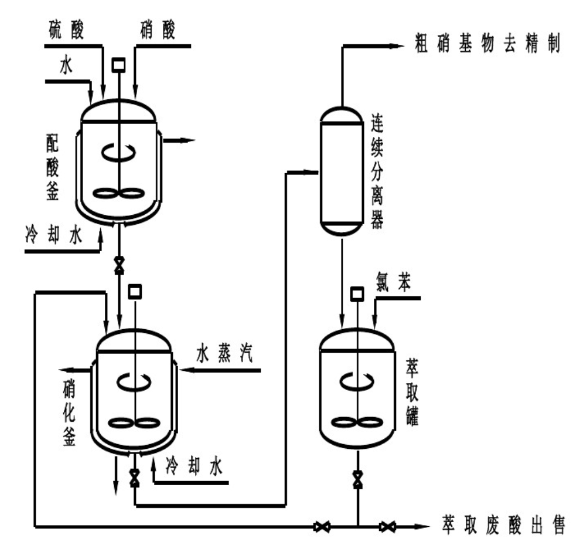 硫酸
硝酸
水
粗硝基物去精制
配酸釜
连续分离器
冷却水
氯苯
水蒸汽
硝化釜
萃取罐
冷却水
萃取废酸出售